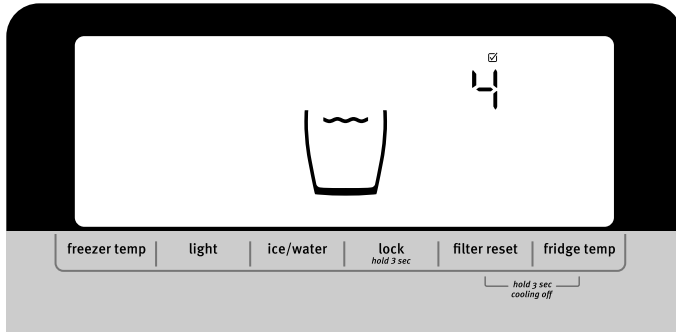 4
freezer temp
light
ice/water
lock
hold 3 sec
filter reset
fridge temp
hold 3 sec
cooling off